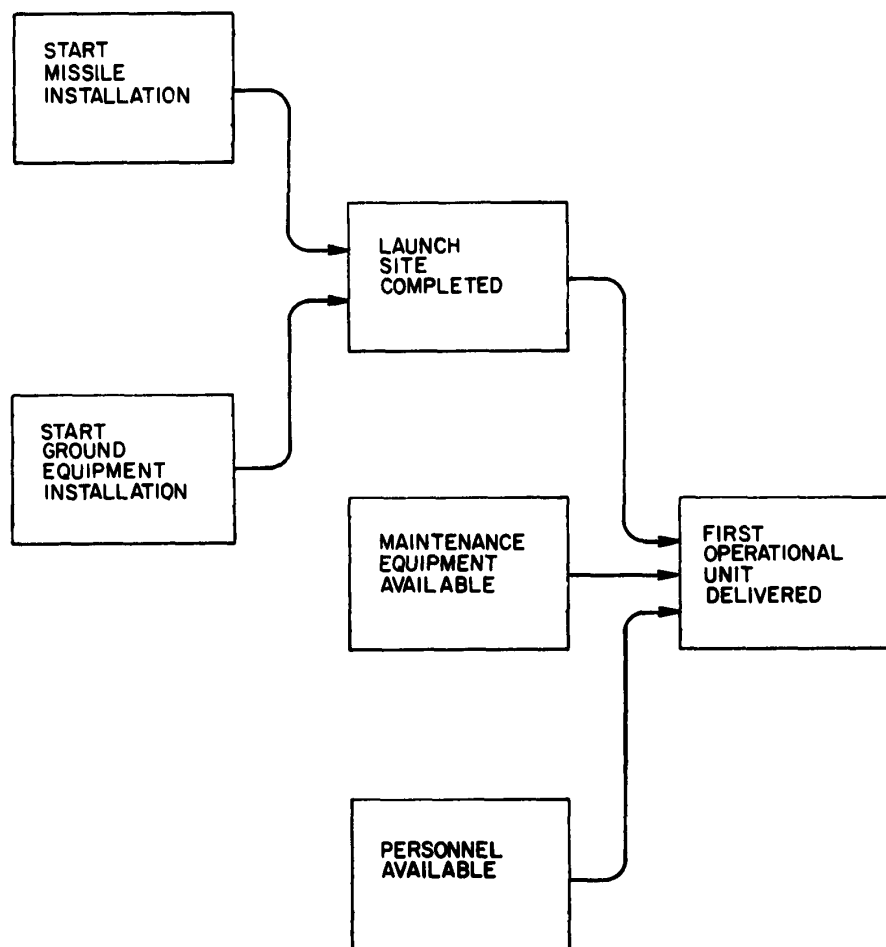 START
MISSILE
INSTALLATION
LAUNCH
SITE
COMPLETED
START
GROUND
EQUIPMENT
INSTALLATION
MAINTENANCE
EQUIPMENT
AVAILABLE
FIRST
OPERATIONAL
UNIT
DELIVERED
PERSONNEL
AVAILABLE